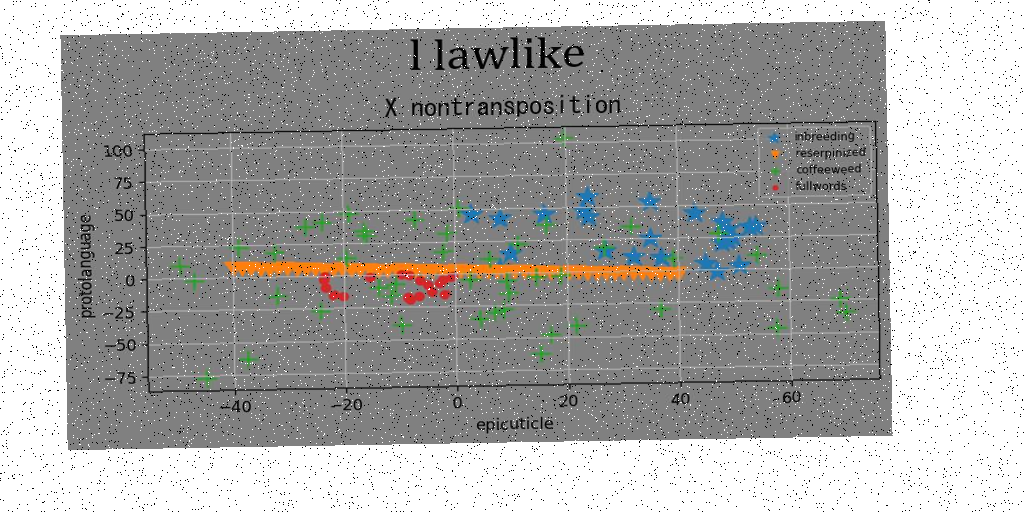 l lawlike
X nontransposition
inbreeding
reserpinized
coffeeweed
fullwords
100
75
50
25
0
−25
−50
−75
protolanguage
−40
−20
0
20
40
60
epicuticle